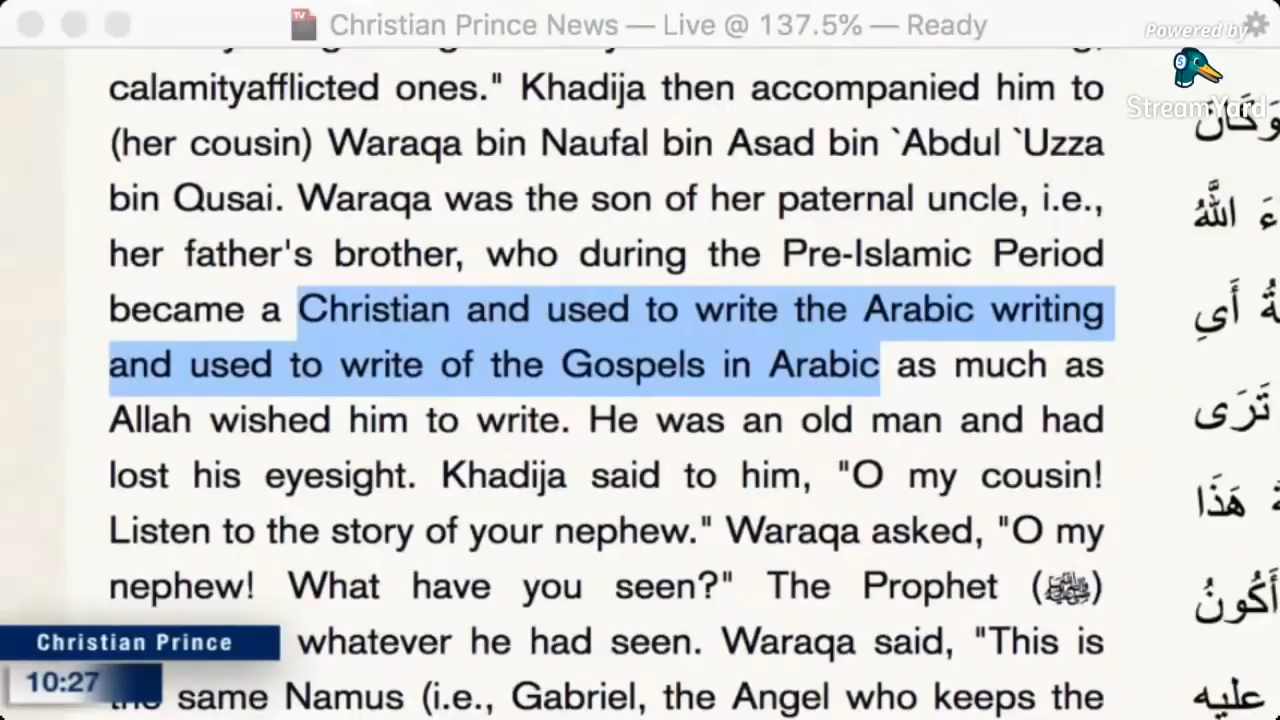 Christian Prince News — Live @ 137.5% — Ready
Powered by
StreamYard
calamityafflicted ones." Khadija then accompanied him to
(her cousin) Waraqa bin Naufal bin Asad bin `Abdul `Uzza
bin Qusai. Waraqa was the son of her paternal uncle, i.e.,
her father's brother, who during the Pre-Islamic Period
became a Christian and used to write the Arabic writing
and used to write of the Gospels in Arabic as much as
Allah wished him to write. He was an old man and had
lost his eyesight. Khadija said to him, "O my cousin!
Listen to the story of your nephew." Waraqa asked, "O my
nephew! What have you seen?" The Prophet (ﷺ)
whatever he had seen. Waraqa said, "This is
same Namus (i.e., Gabriel, the Angel who keeps the
وَكَانَ
اللَّهُ
أَىِ
تَرَى
هَذَا
أَكُونُ
عليه
Christian Prince
10:27